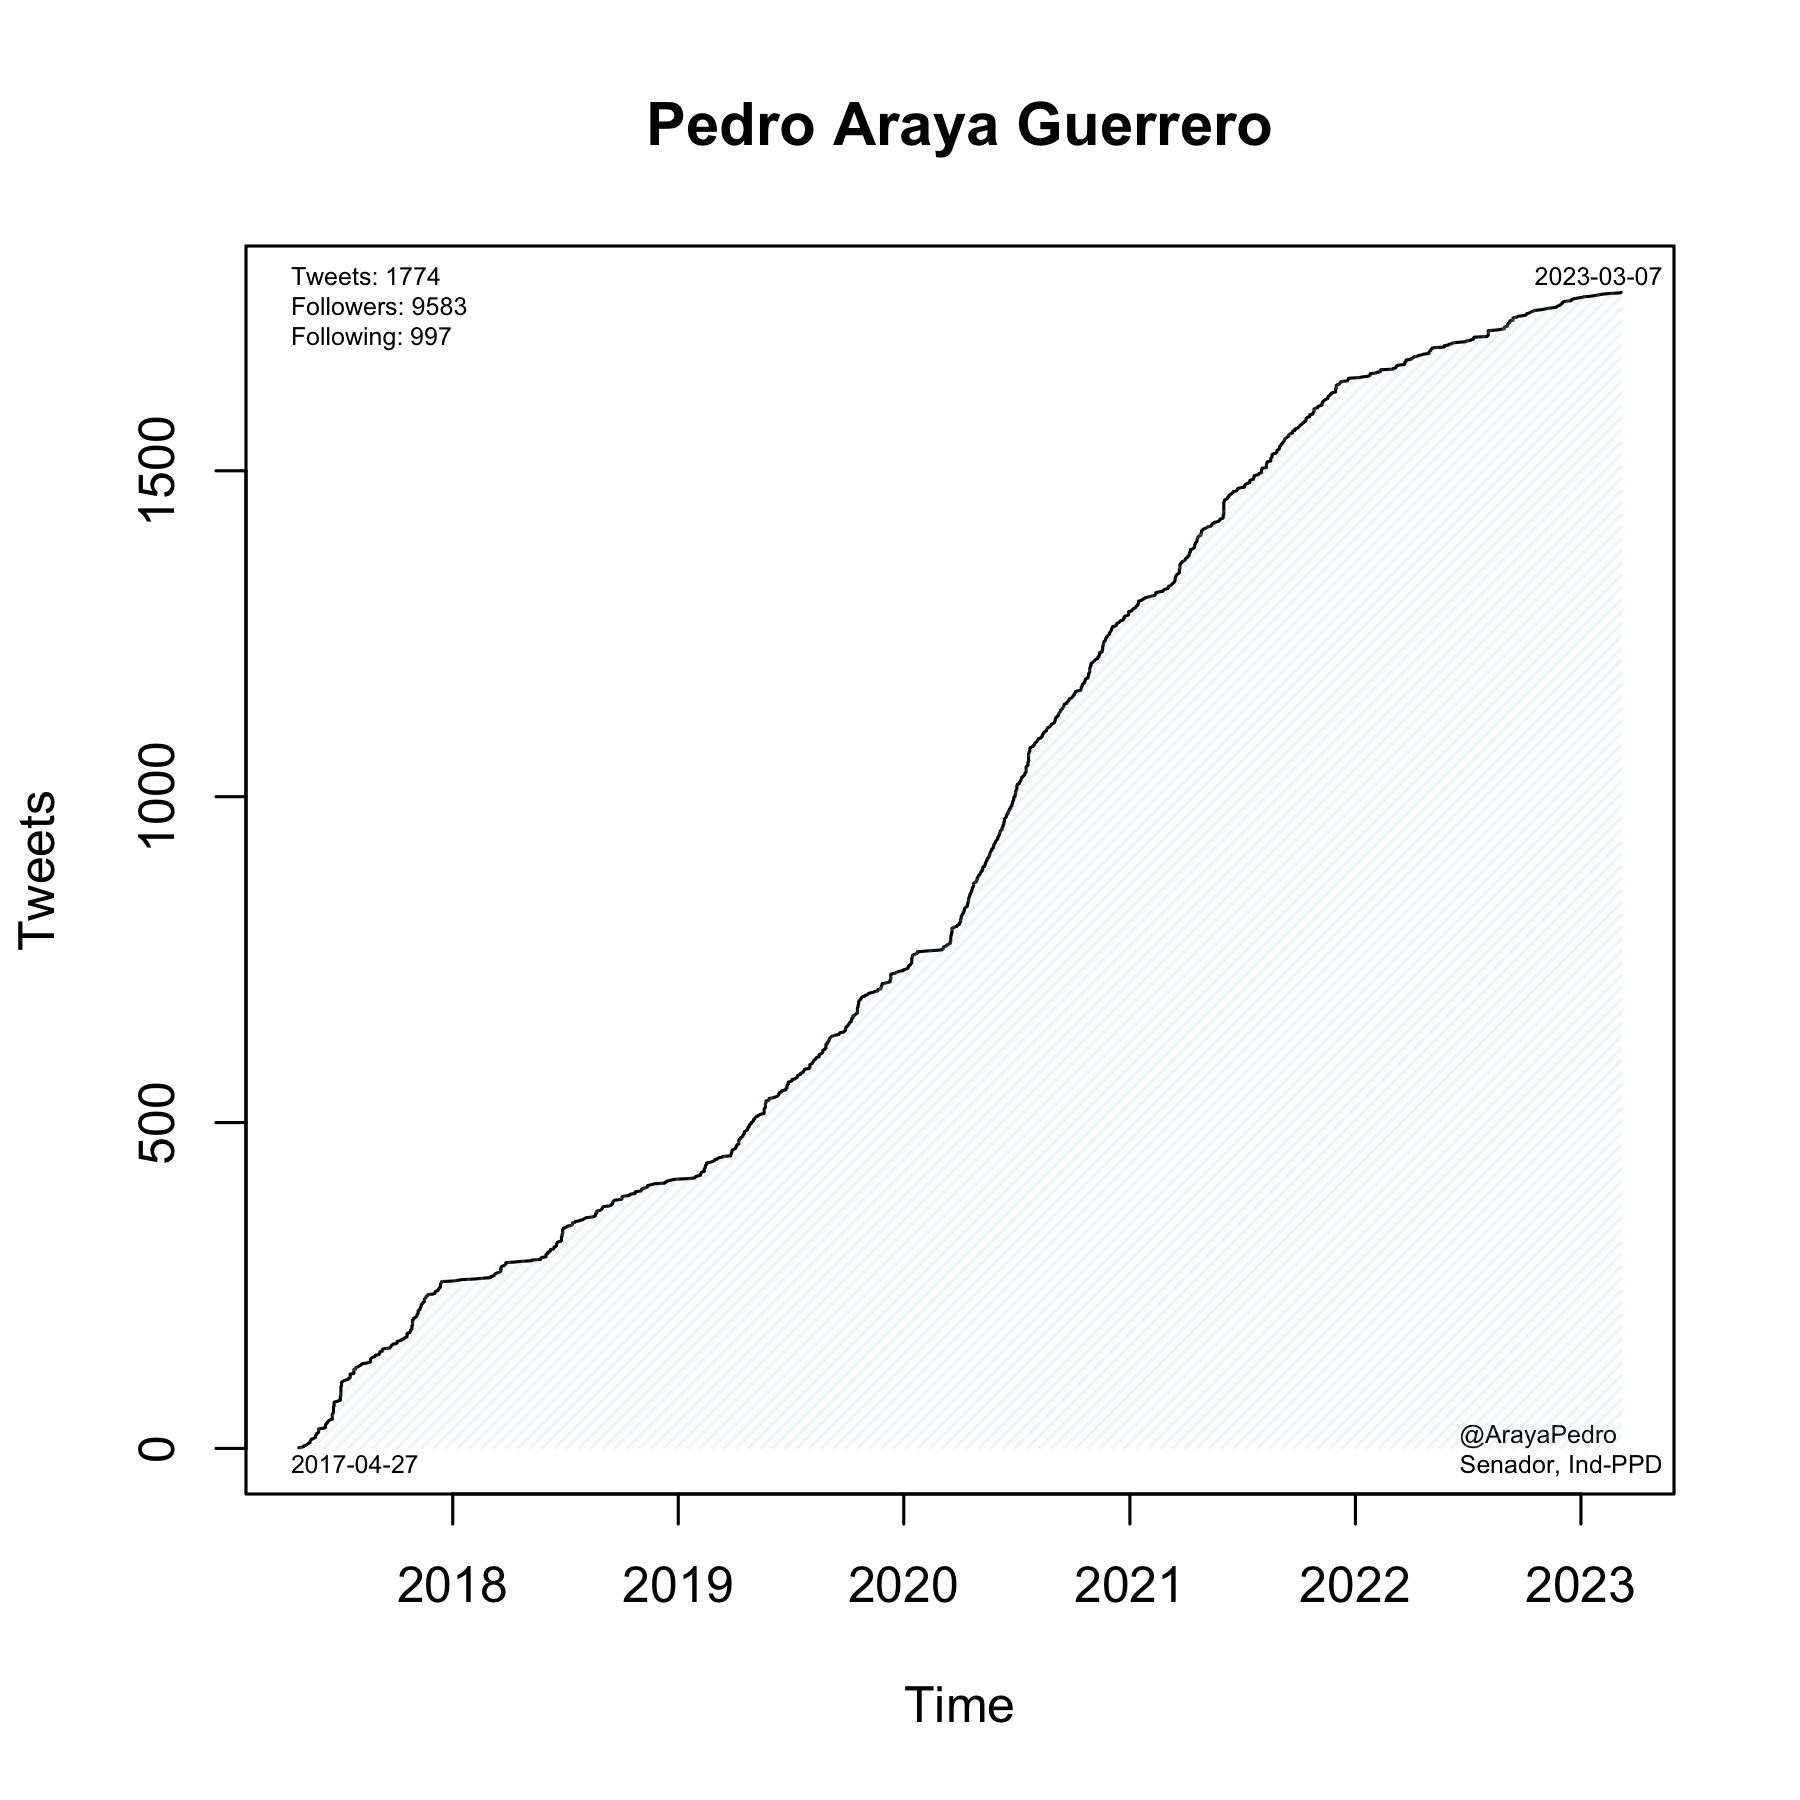 Pedro Araya Guerrero
Tweets: 1774
Followers: 9583
Following: 997
2023-03-07
1500
1000
500
0
Tweets
2017-04-27
@ArayaPedro
Senador, Ind-PPD
2018 2019 2020 2021 2022 2023
Time